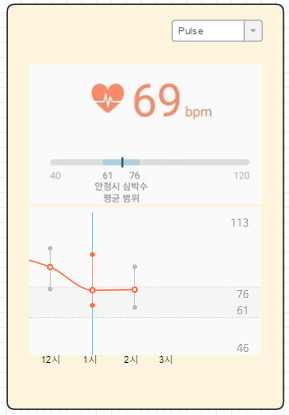 Pulse
69 bpm
40 61 76 120
안정시 심박수
평균 범위
113
76
61
46
12시 1시 2시 3시